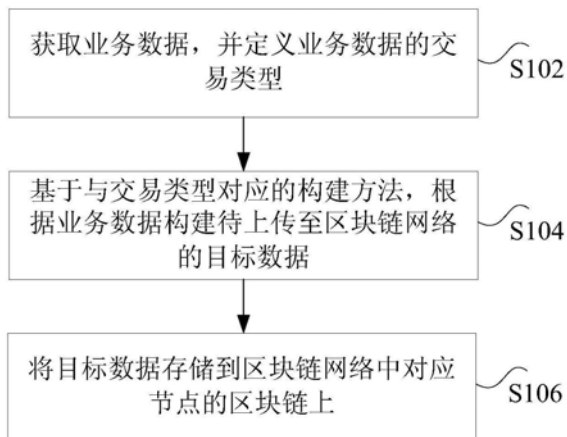 获取业务数据，并定义业务数据的交
易类型
S102
基于与交易类型对应的构建方法，根
据业务数据构建待上传至区块链网络
的目标数据
S104
将目标数据存储到区块链网络中对应
节点的区块链上
S106